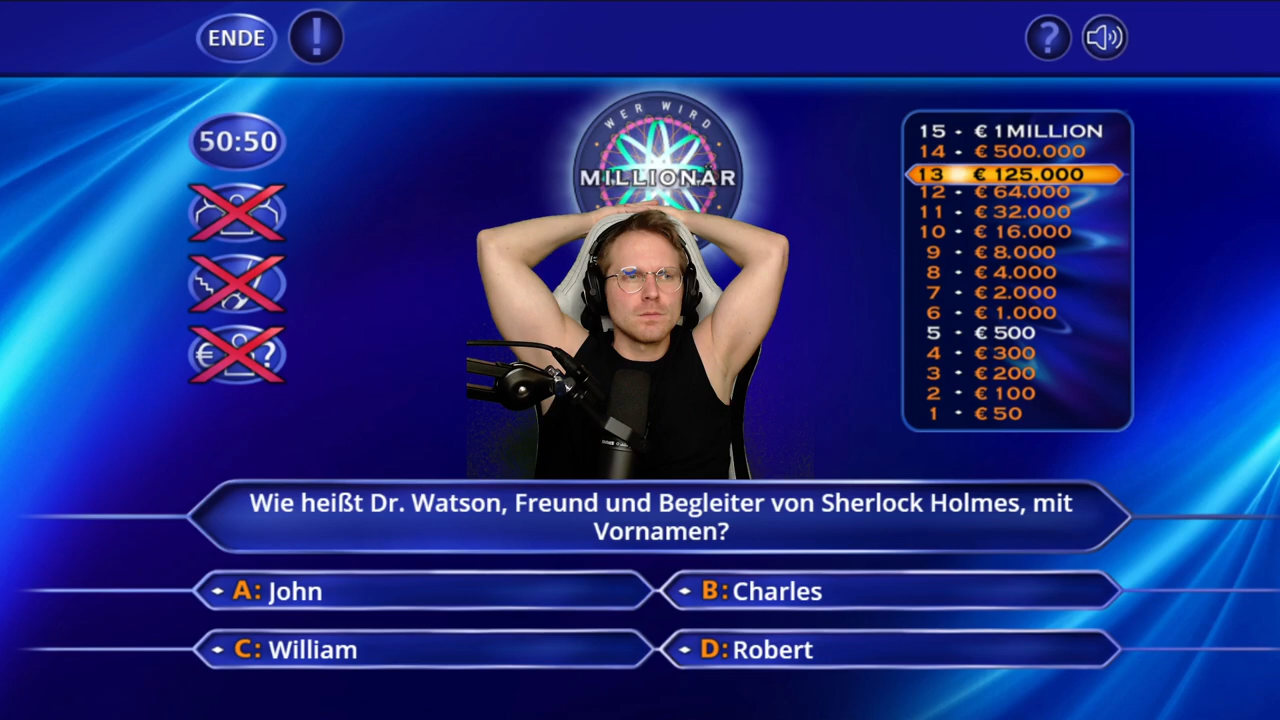 ENDE
!
?
50:50
WER WIRD
MILLIONÄR
€ ?
15 • € 1 MILLION
14 • € 500.000
13 € 125.000
12 • € 64.000
11 • € 32.000
10 • € 16.000
9 • € 8.000
8 • € 4.000
7 • € 2.000
6 • € 1.000
5 • € 500
4 • € 300
3 • € 200
2 • € 100
1 • € 50
Wie heißt Dr. Watson, Freund und Begleiter von Sherlock Holmes, mit
Vornamen?
A: John
B: Charles
C: William
D: Robert